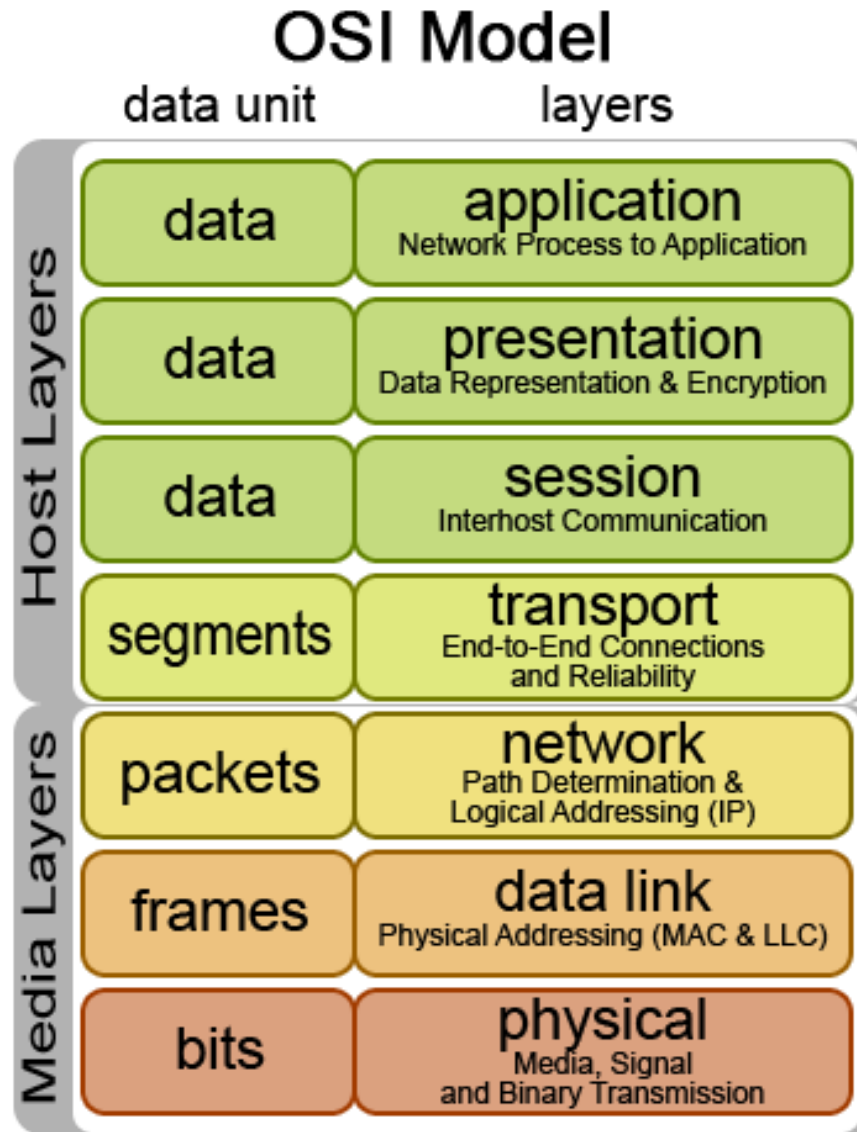 OSI Model
data unit layers
Host Layers
data application
Network Process to Application
data presentation
Data Representation & Encryption
data session
Interhost Communication
segments transport
End-to-End Connections
and Reliability
Media Layers
packets network
Path Determination &
Logical Addressing (IP)
frames data link
Physical Addressing (MAC & LLC)
bits physical
Media, Signal
and Binary Transmission